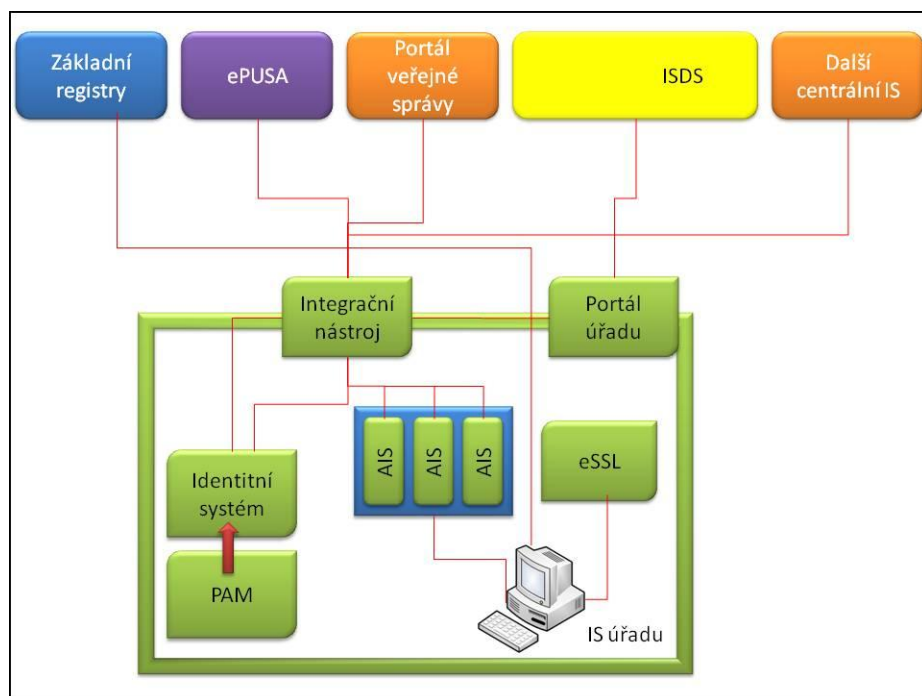 Základní
registry
ePUSA
Portál
veřejné
správy
ISDS
Další
centrální IS
Integrační
nástroj
Portál
úřadu
AIS
AIS
AIS
eSSL
Identitní
systém
PAM
IS úřadu